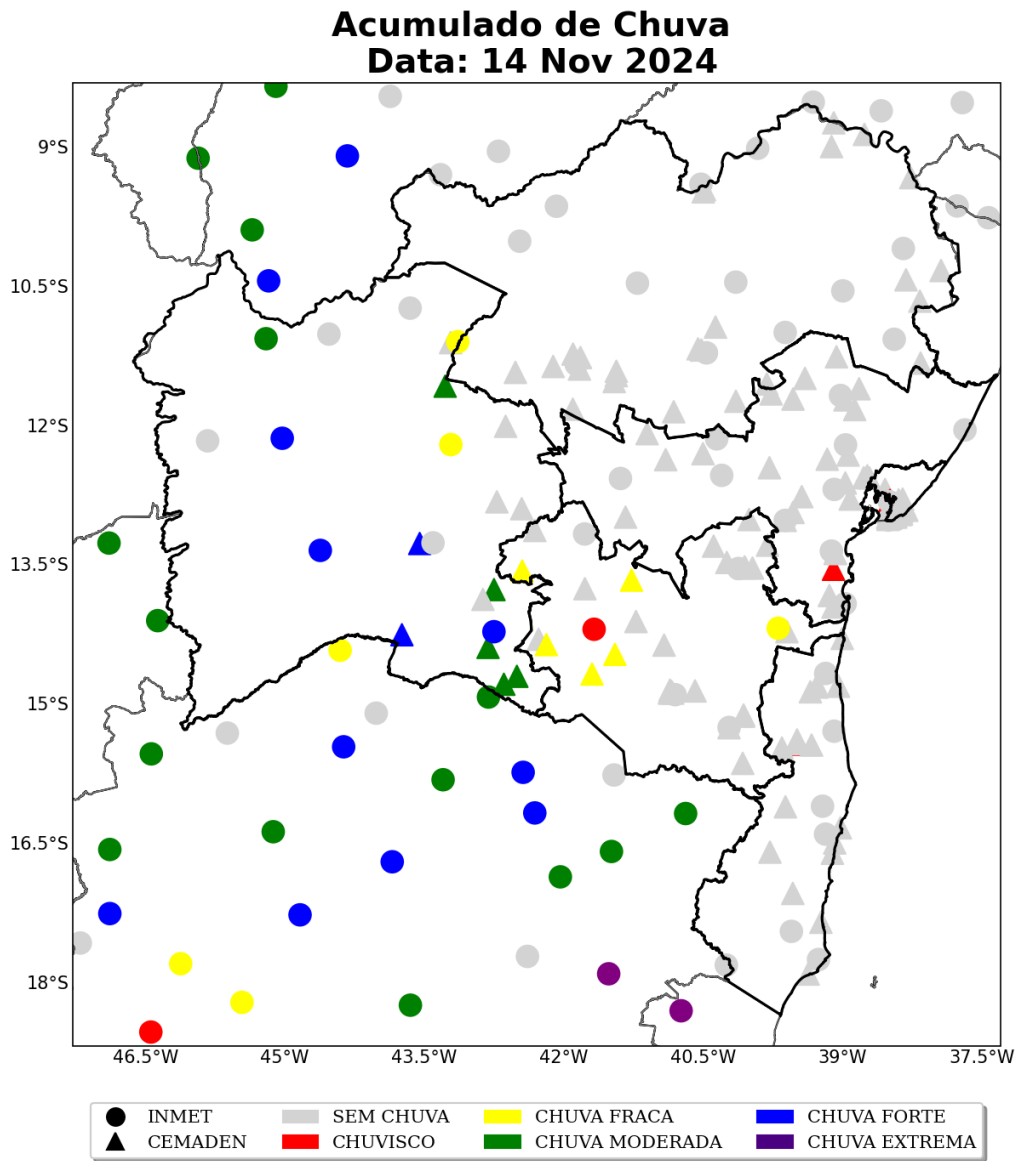 Acumulado de Chuva
Data: 14 Nov 2024
9°S
10.5°S
12°S
13.5°S
15°S
16.5°S
18°S
46.5°W 45°W 43.5°W 42°W 40.5°W 39°W 37.5°W
INMET SEM CHUVA CHUVA FRACA CHUVA FORTE
CEMADEN CHUVISCO CHUVA MODERADA CHUVA EXTREMA